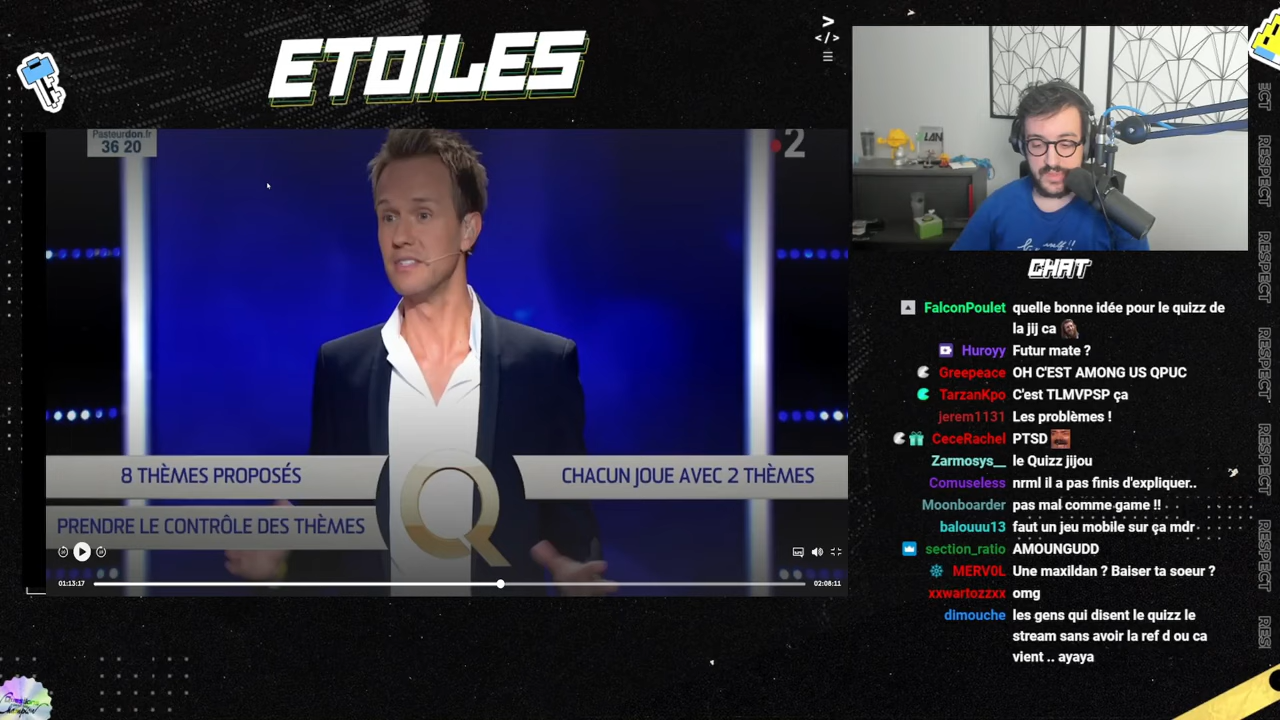 ETOILES
>
</>
Pasteurdon.fr
36 20
2
8 THÈMES PROPOSÉS
CHACUN JOUE AVEC 2 THÈMES
PRENDRE LE CONTRÔLE DES THÈMES
Q
01:13:17
02:08:11
LAN
CHAT
FalconPoulet quelle bonne idée pour le quizz de
la jij ca
Huroyy Futur mate ?
Greepeace OH C'EST AMONG US QPUC
TarzanKpo C'est TLMVPSP ça
jerem1131 Les problèmes !
CeceRachel PTSD
Zarmosys__ le Quizz jijou
Comuseless nrml il a pas finis d'expliquer..
Moonboarder pas mal comme game !!
balouuu13 faut un jeu mobile sur ça mdr
section_ratio AMOUNGUDD
MERV0L Une maxildan ? Baiser ta soeur ?
xxwartozzxx omg
dimouche les gens qui disent le quizz le
stream sans avoir la ref d ou ca
vient .. ayaya
ECT
RESPECT
RESPECT
RESPECT
RESPECT
RESPECT
RESI